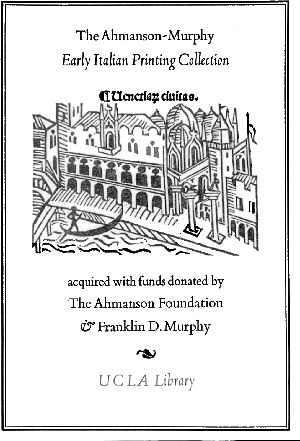 The Ahmanson-Murphy
Early Italian Printing Collection
¶ Venetiaꝝ ciuitas.
acquired with funds donated by
The Ahmanson Foundation
& Franklin D. Murphy
UCLA Library